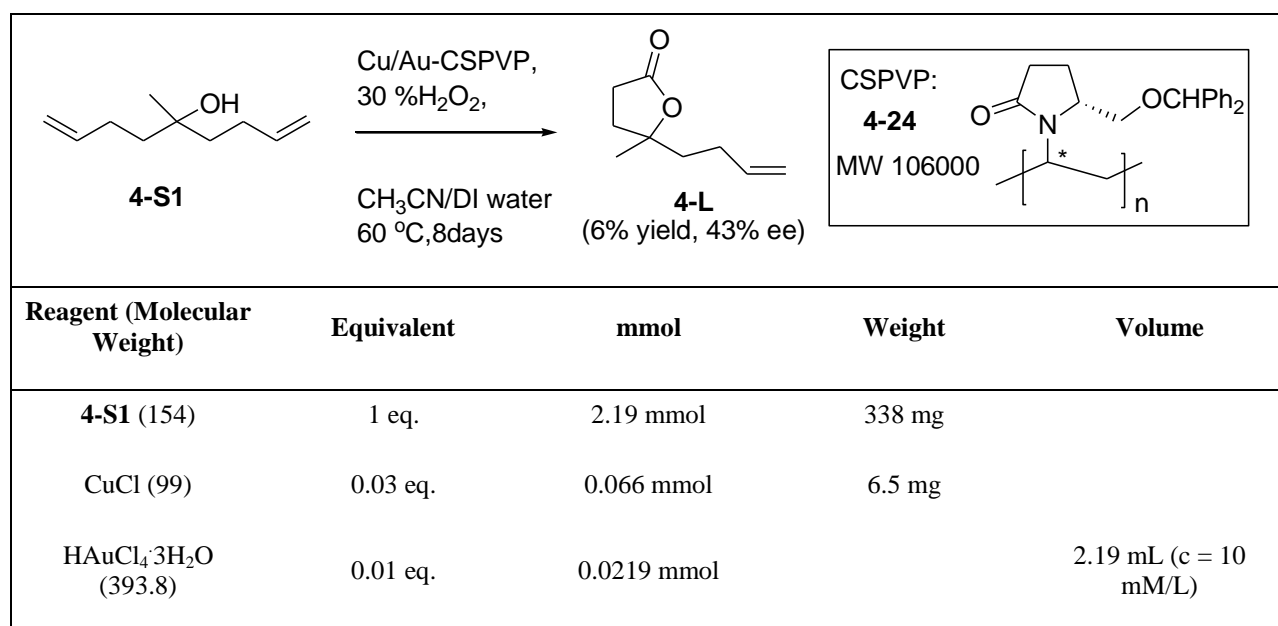 OH
4-S1
Cu/Au-CSPVP,
30 %H₂O₂,
CH₃CN/DI water
60 °C,8days
O
O
4-L
(6% yield, 43% ee)
CSPVP:
4-24
MW 106000
O
N
OCHPh₂
*
n
Reagent (Molecular Weight) Equivalent mmol Weight Volume
4-S1 (154) 1 eq. 2.19 mmol 338 mg
CuCl (99) 0.03 eq. 0.066 mmol 6.5 mg
HAuCl₄·3H₂O (393.8) 0.01 eq. 0.0219 mmol 2.19 mL (c = 10 mM/L)